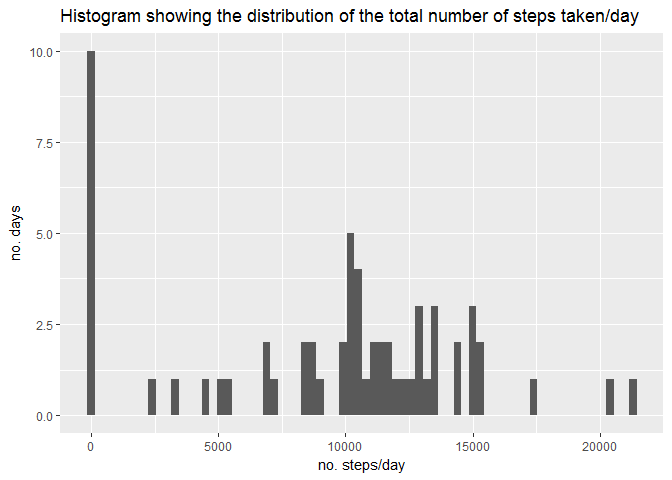 Histogram showing the distribution of the total number of steps taken/day
10.0
7.5
5.0
2.5
0.0
no. days
0 5000 10000 15000 20000
no. steps/day